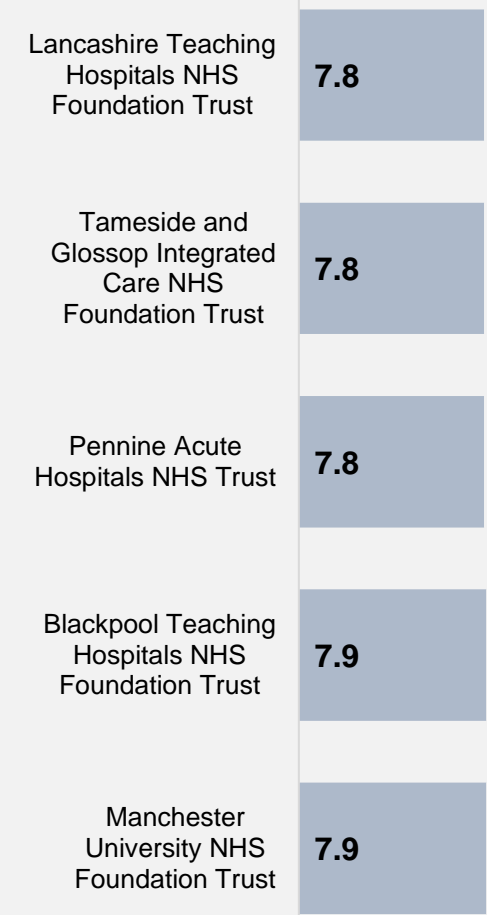 Lancashire Teaching
Hospitals NHS
Foundation Trust
7.8
Tameside and
Glossop Integrated
Care NHS
Foundation Trust
7.8
Pennine Acute
Hospitals NHS Trust
7.8
Blackpool Teaching
Hospitals NHS
Foundation Trust
7.9
Manchester
University NHS
Foundation Trust
7.9